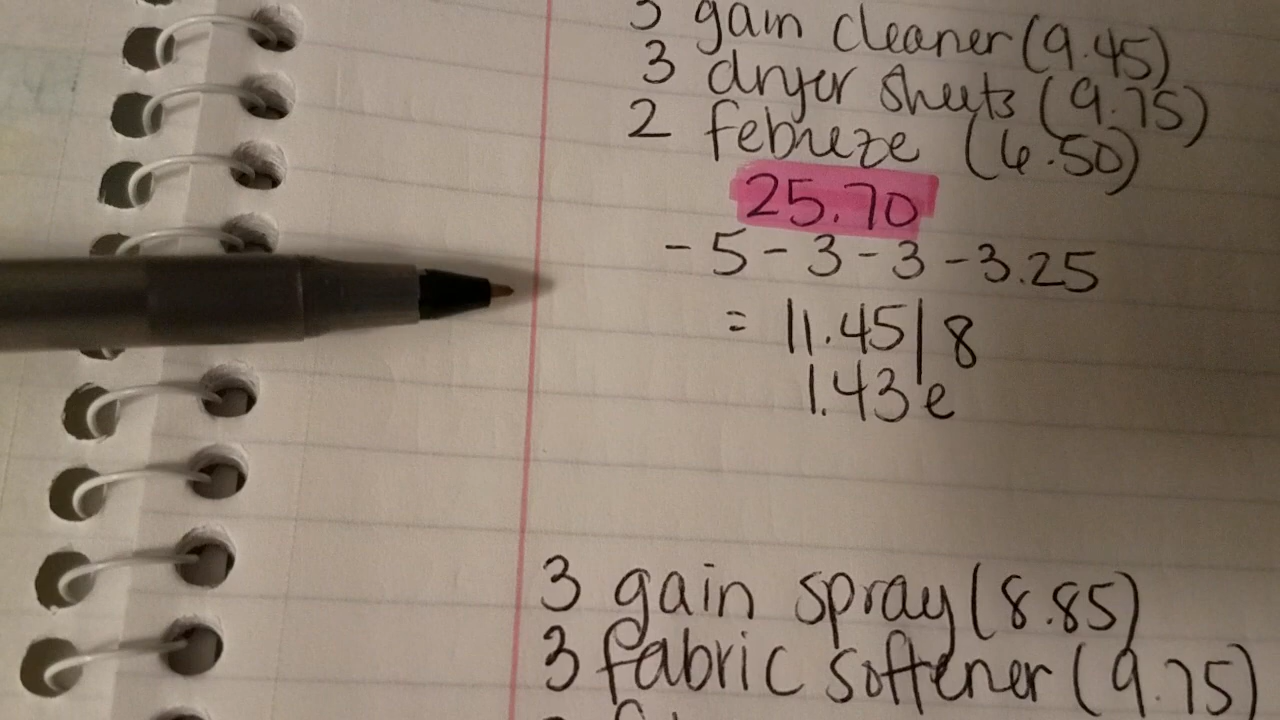 3 gain cleaner (9.45)
3 dryer sheets (9.75)
2 febreze (6.50)
25.70
- 5 - 3 - 3 - 3.25
= 11.45 | 8
1.43 e
3 gain spray (8.85)
3 fabric softener (9.75)